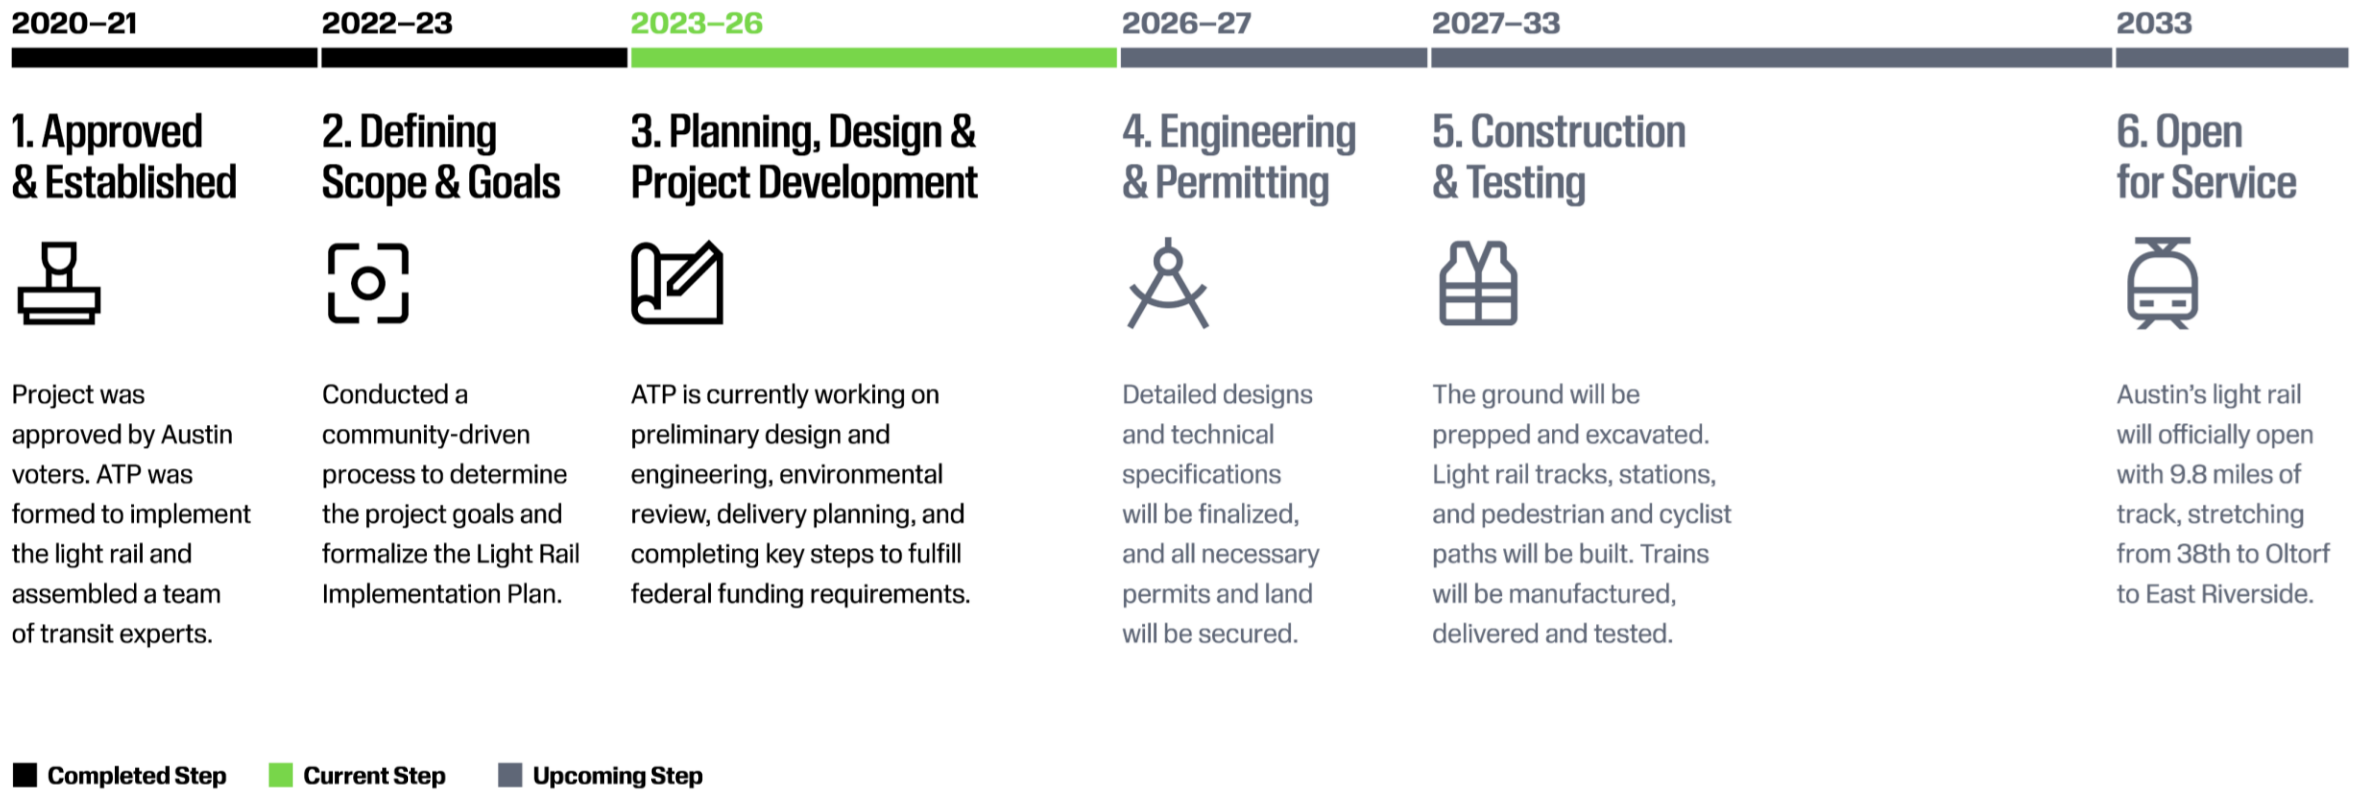 2020–21
1. Approved
& Established
Project was
approved by Austin
voters. ATP was
formed to implement
the light rail and
assembled a team
of transit experts.
2022–23
2. Defining
Scope & Goals
Conducted a
community-driven
process to determine
the project goals and
formalize the Light Rail
Implementation Plan.
2023–26
3. Planning, Design &
Project Development
ATP is currently working on
preliminary design and
engineering, environmental
review, delivery planning, and
completing key steps to fulfill
federal funding requirements.
2026–27
4. Engineering
& Permitting
Detailed designs
and technical
specifications
will be finalized,
and all necessary
permits and land
will be secured.
2027–33
5. Construction
& Testing
The ground will be
prepped and excavated.
Light rail tracks, stations,
and pedestrian and cyclist
paths will be built. Trains
will be manufactured,
delivered and tested.
2033
6. Open
for Service
Austin’s light rail
will officially open
with 9.8 miles of
track, stretching
from 38th to Oltorf
to East Riverside.
Completed Step
Current Step
Upcoming Step